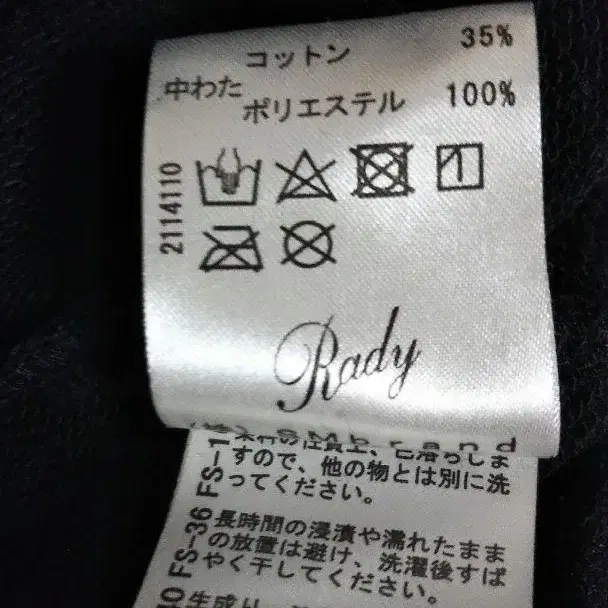 コットン 35%
中わた
ポリエステル 100%
2114110
Rady
すので、他の物とは別に洗
ってください。
FS-36 長時間の浸漬や濡れたまま
の放置は避け、洗濯後すば
やく干してください。